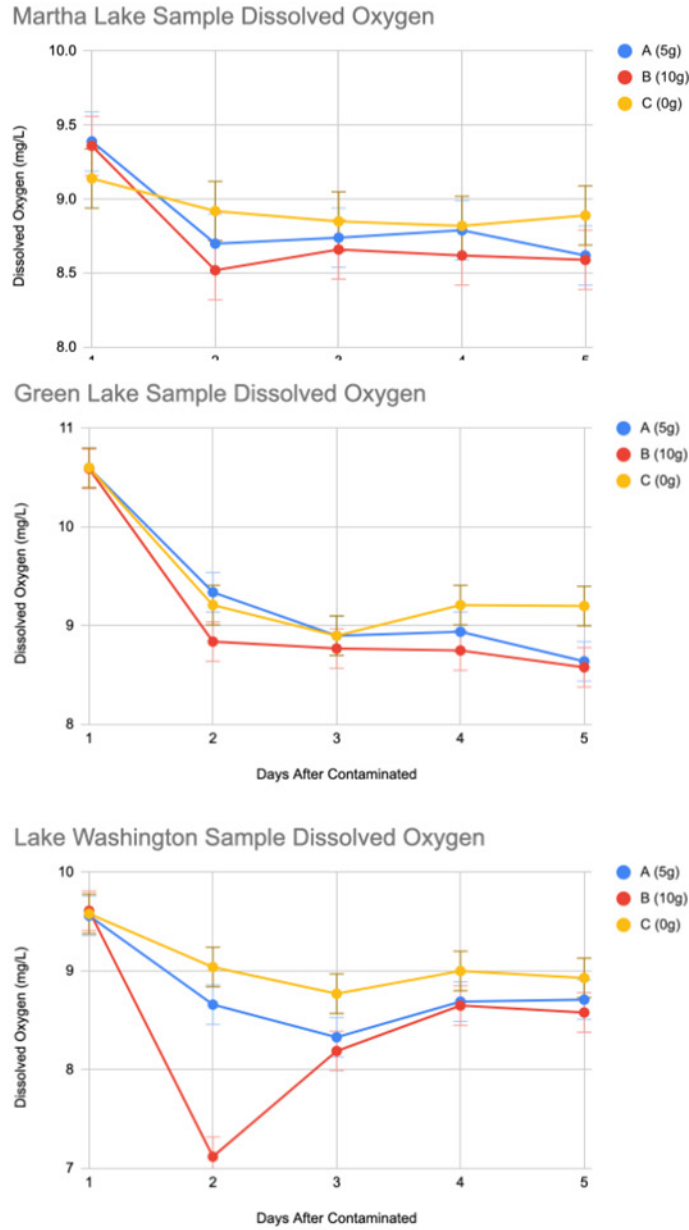 Martha Lake Sample Dissolved Oxygen
10.0
9.5
9.0
8.5
8.0
Dissolved Oxygen (mg/L)
1
2
3
4
5
A (5g)
B (10g)
C (0g)
Green Lake Sample Dissolved Oxygen
11
10
9
8
Dissolved Oxygen (mg/L)
1
2
3
4
5
Days After Contaminated
A (5g)
B (10g)
C (0g)
Lake Washington Sample Dissolved Oxygen
10
9
8
7
Dissolved Oxygen (mg/L)
1
2
3
4
5
Days After Contaminated
A (5g)
B (10g)
C (0g)